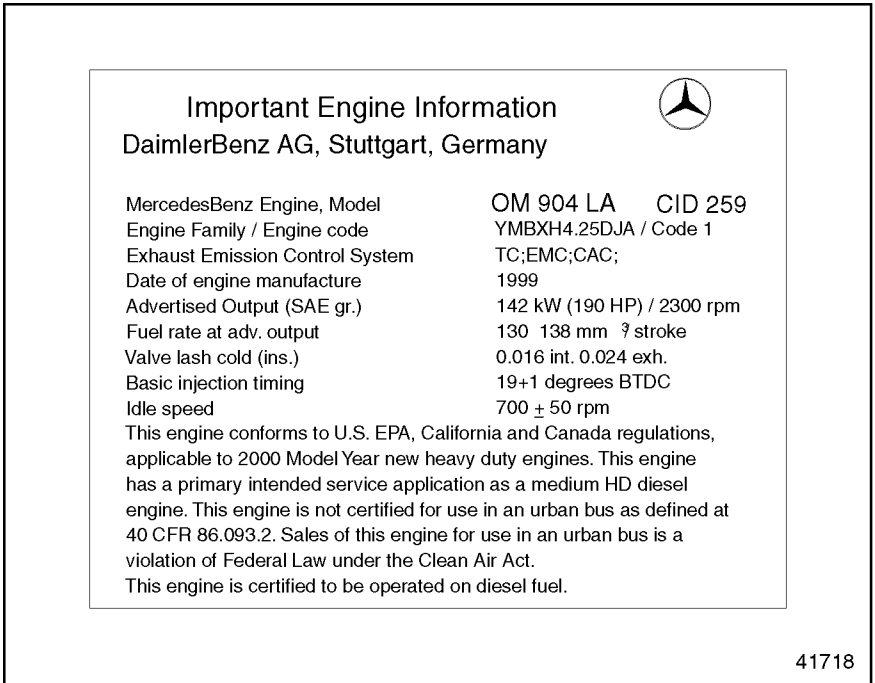 Important Engine Information
DaimlerBenz AG, Stuttgart, Germany
MercedesBenz Engine, Model OM 904 LA CID 259
Engine Family / Engine code YMBXH4.25DJA / Code 1
Exhaust Emission Control System TC;EMC;CAC;
Date of engine manufacture 1999
Advertised Output (SAE gr.) 142 kW (190 HP) / 2300 rpm
Fuel rate at adv. output 130 138 mm ³/ stroke
Valve lash cold (ins.) 0.016 int. 0.024 exh.
Basic injection timing 19+1 degrees BTDC
Idle speed 700 ± 50 rpm
This engine conforms to U.S. EPA, California and Canada regulations,
applicable to 2000 Model Year new heavy duty engines. This engine
has a primary intended service application as a medium HD diesel
engine. This engine is not certified for use in an urban bus as defined at
40 CFR 86.093.2. Sales of this engine for use in an urban bus is a
violation of Federal Law under the Clean Air Act.
This engine is certified to be operated on diesel fuel.
41718